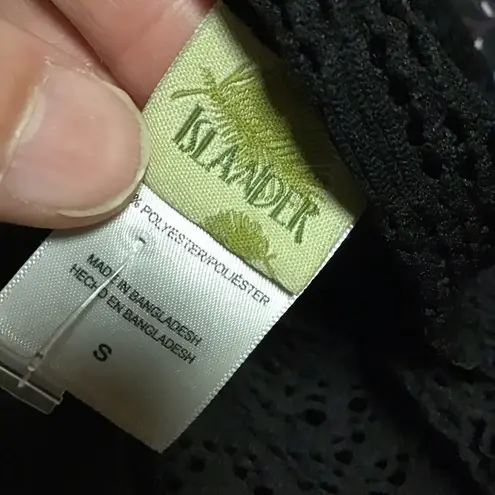 ISLANDER
% POLYESTER/POLIÉSTER
MADE IN BANGLADESH
HECHO EN BANGLADESH
S